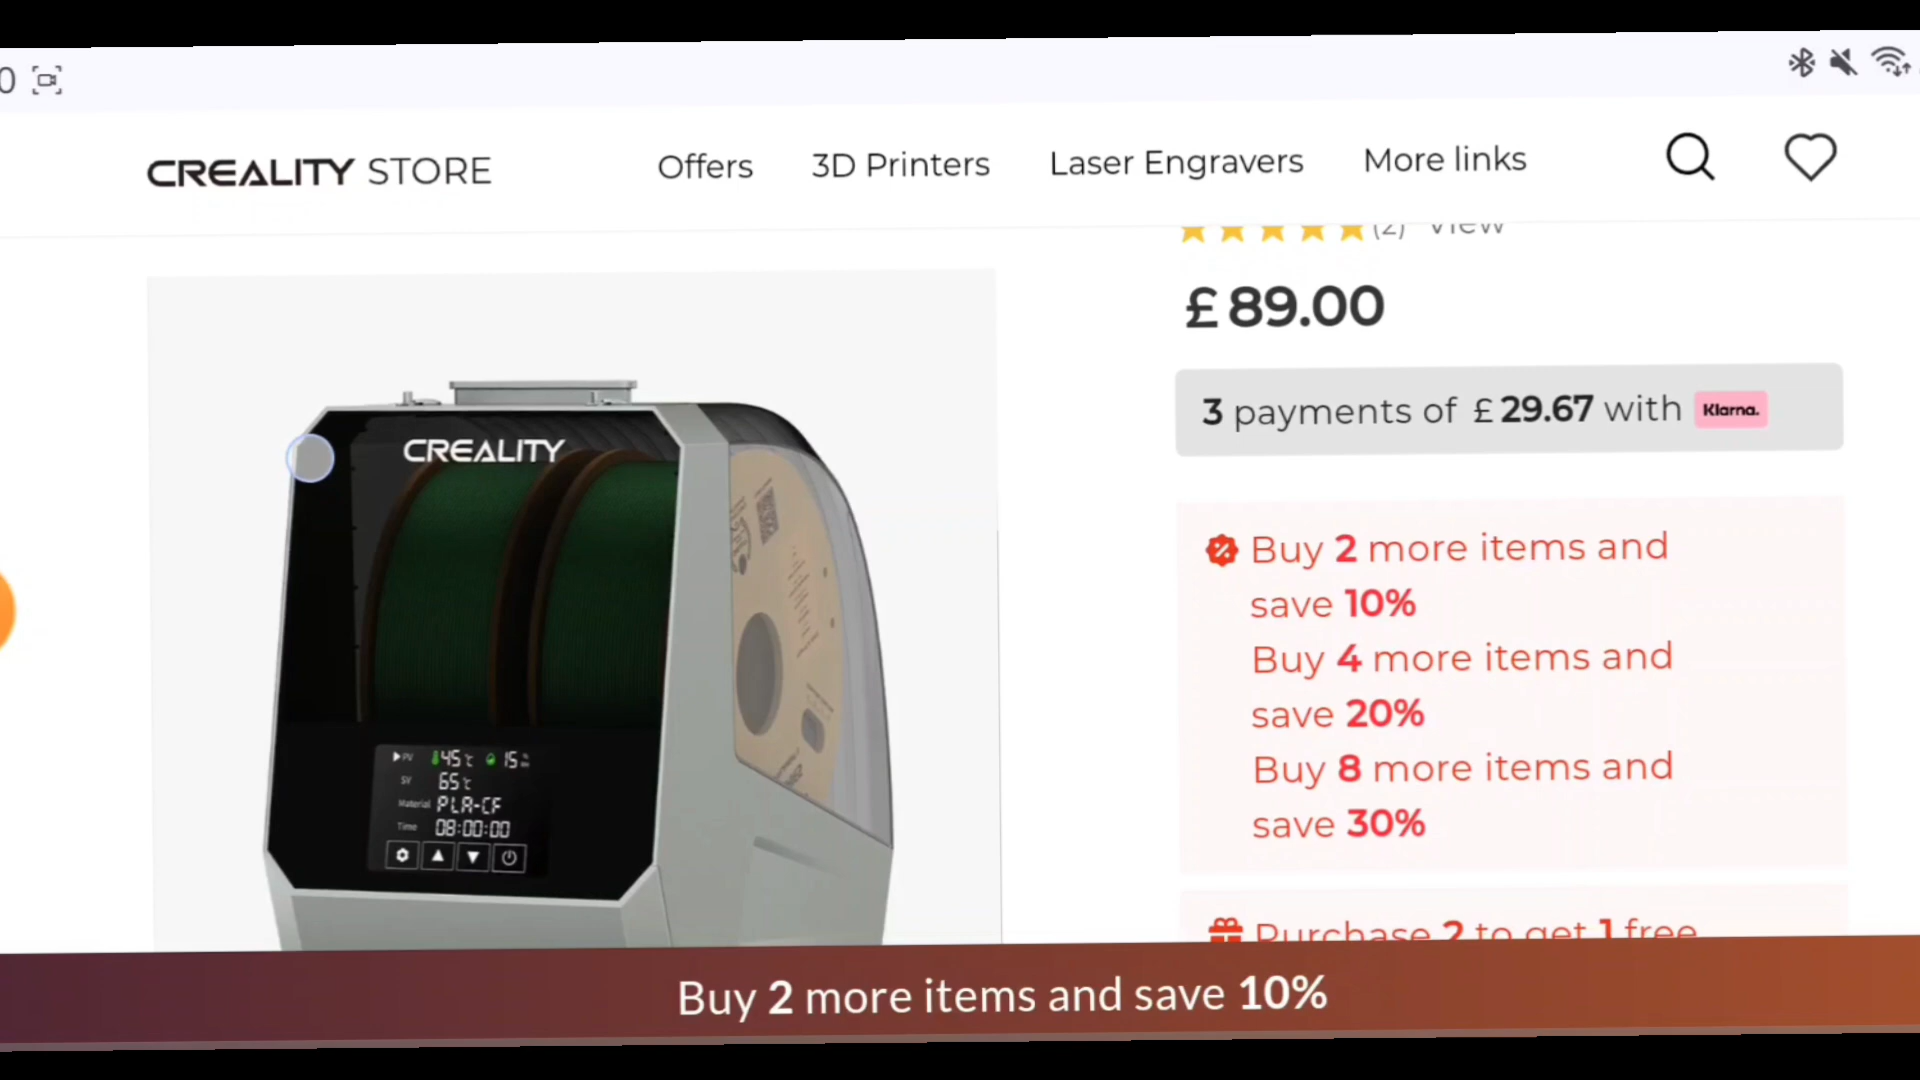 0
CREALITY STORE
Offers
3D Printers
Laser Engravers
More links
(2) View
£89.00
3 payments of £29.67 with Klarna.
Buy 2 more items and
save 10%
Buy 4 more items and
save 20%
Buy 8 more items and
save 30%
Purchase 2 to get 1 free
CREALITY
PV 45℃ 15
SV 65℃
Material PLA-CF
Time 08:00:00
Buy 2 more items and save 10%